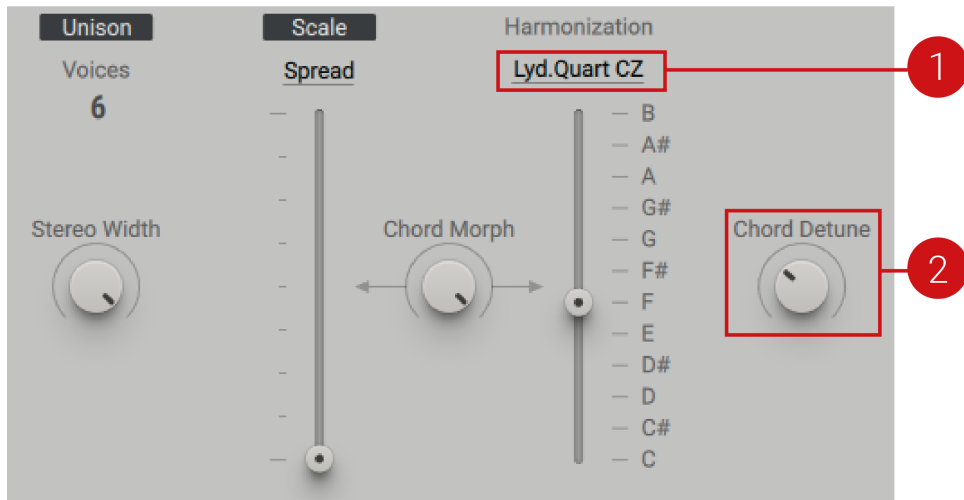 Unison
Scale
Harmonization
Voices
Spread
Lyd.Quart CZ
1
6
B
A#
A
G#
Stereo Width
Chord Morph
G
Chord Detune
F#
2
F
E
D#
D
C#
C